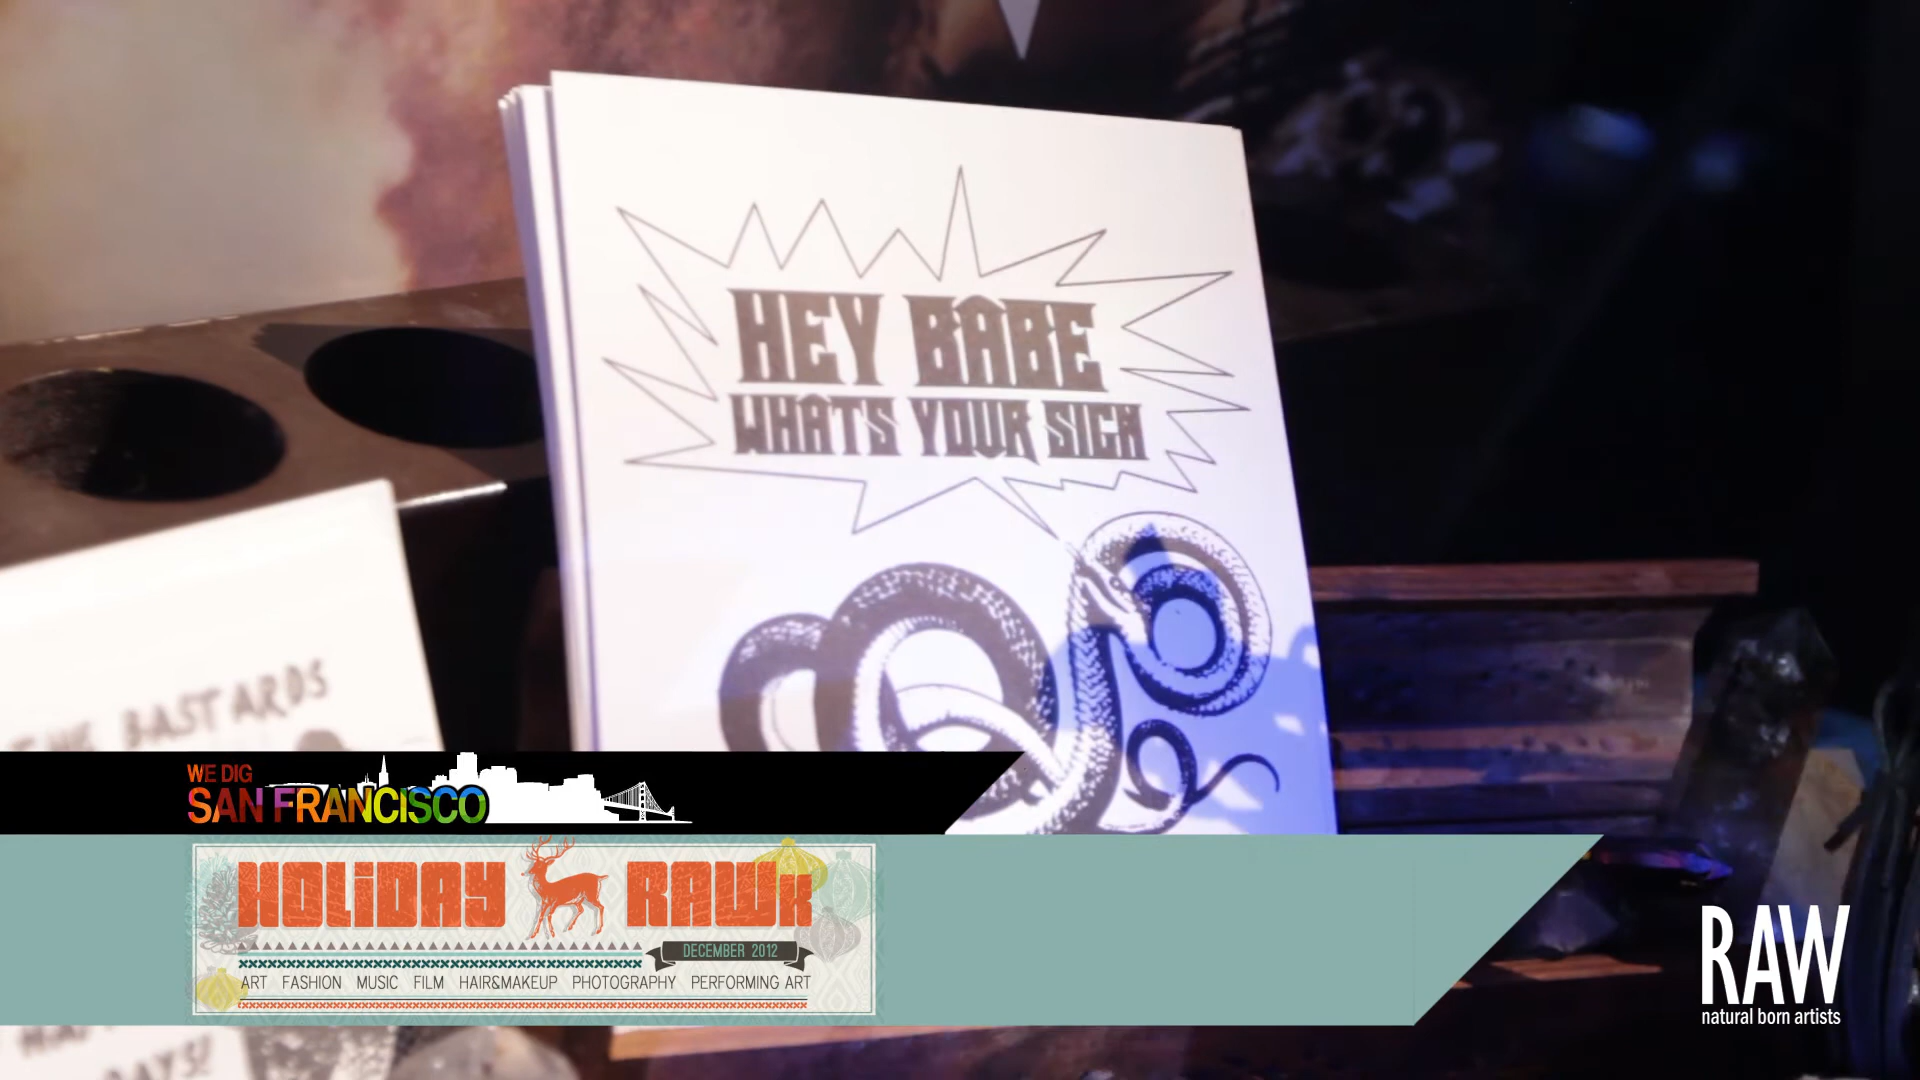 HEY BABE
WHATS YOUR SIGN
THE BASTARDS
WE DIG
SAN FRANCISCO
HOLiDAY RAWk
DECEMBER 2012
ART FASHION MUSIC FILM HAIR&MAKEUP PHOTOGRAPHY PERFORMING ART
RAW
natural born artists